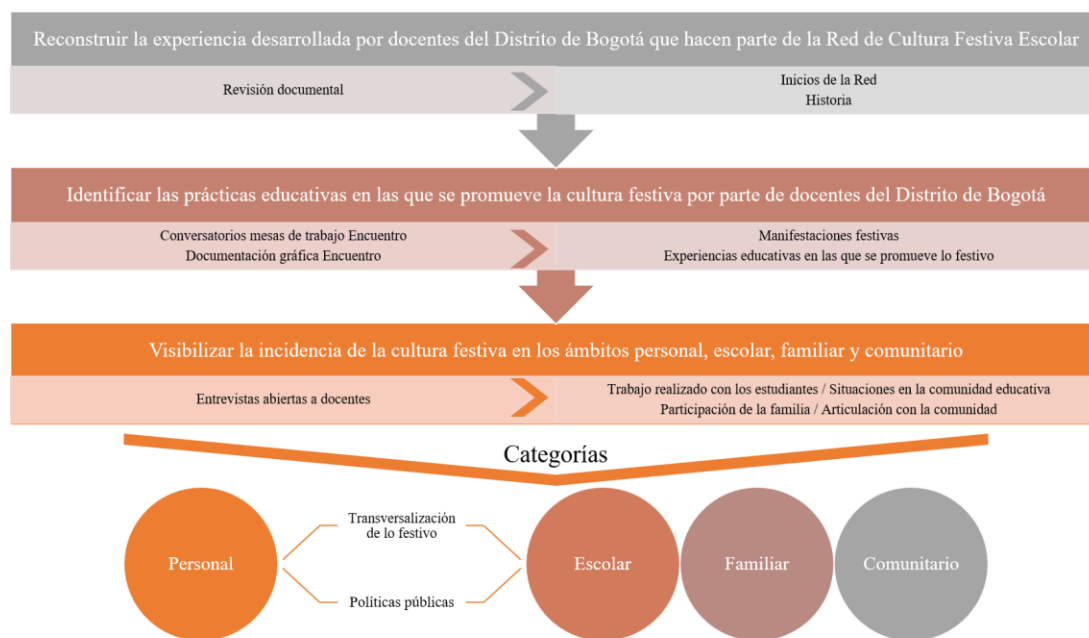 Reconstruir la experiencia desarrollada por docentes del Distrito de Bogotá que hacen parte de la Red de Cultura Festiva Escolar
Revisión documental
Inicios de la Red
Historia
Identificar las prácticas educativas en las que se promueve la cultura festiva por parte de docentes del Distrito de Bogotá
Conversatorios mesas de trabajo Encuentro
Documentación gráfica Encuentro
Manifestaciones festivas
Experiencias educativas en las que se promueve lo festivo
Visibilizar la incidencia de la cultura festiva en los ámbitos personal, escolar, familiar y comunitario
Entrevistas abiertas a docentes
Trabajo realizado con los estudiantes / Situaciones en la comunidad educativa
Participación de la familia / Articulación con la comunidad
Categorías
Personal
Transversalización
de lo festivo
Políticas públicas
Escolar
Familiar
Comunitario